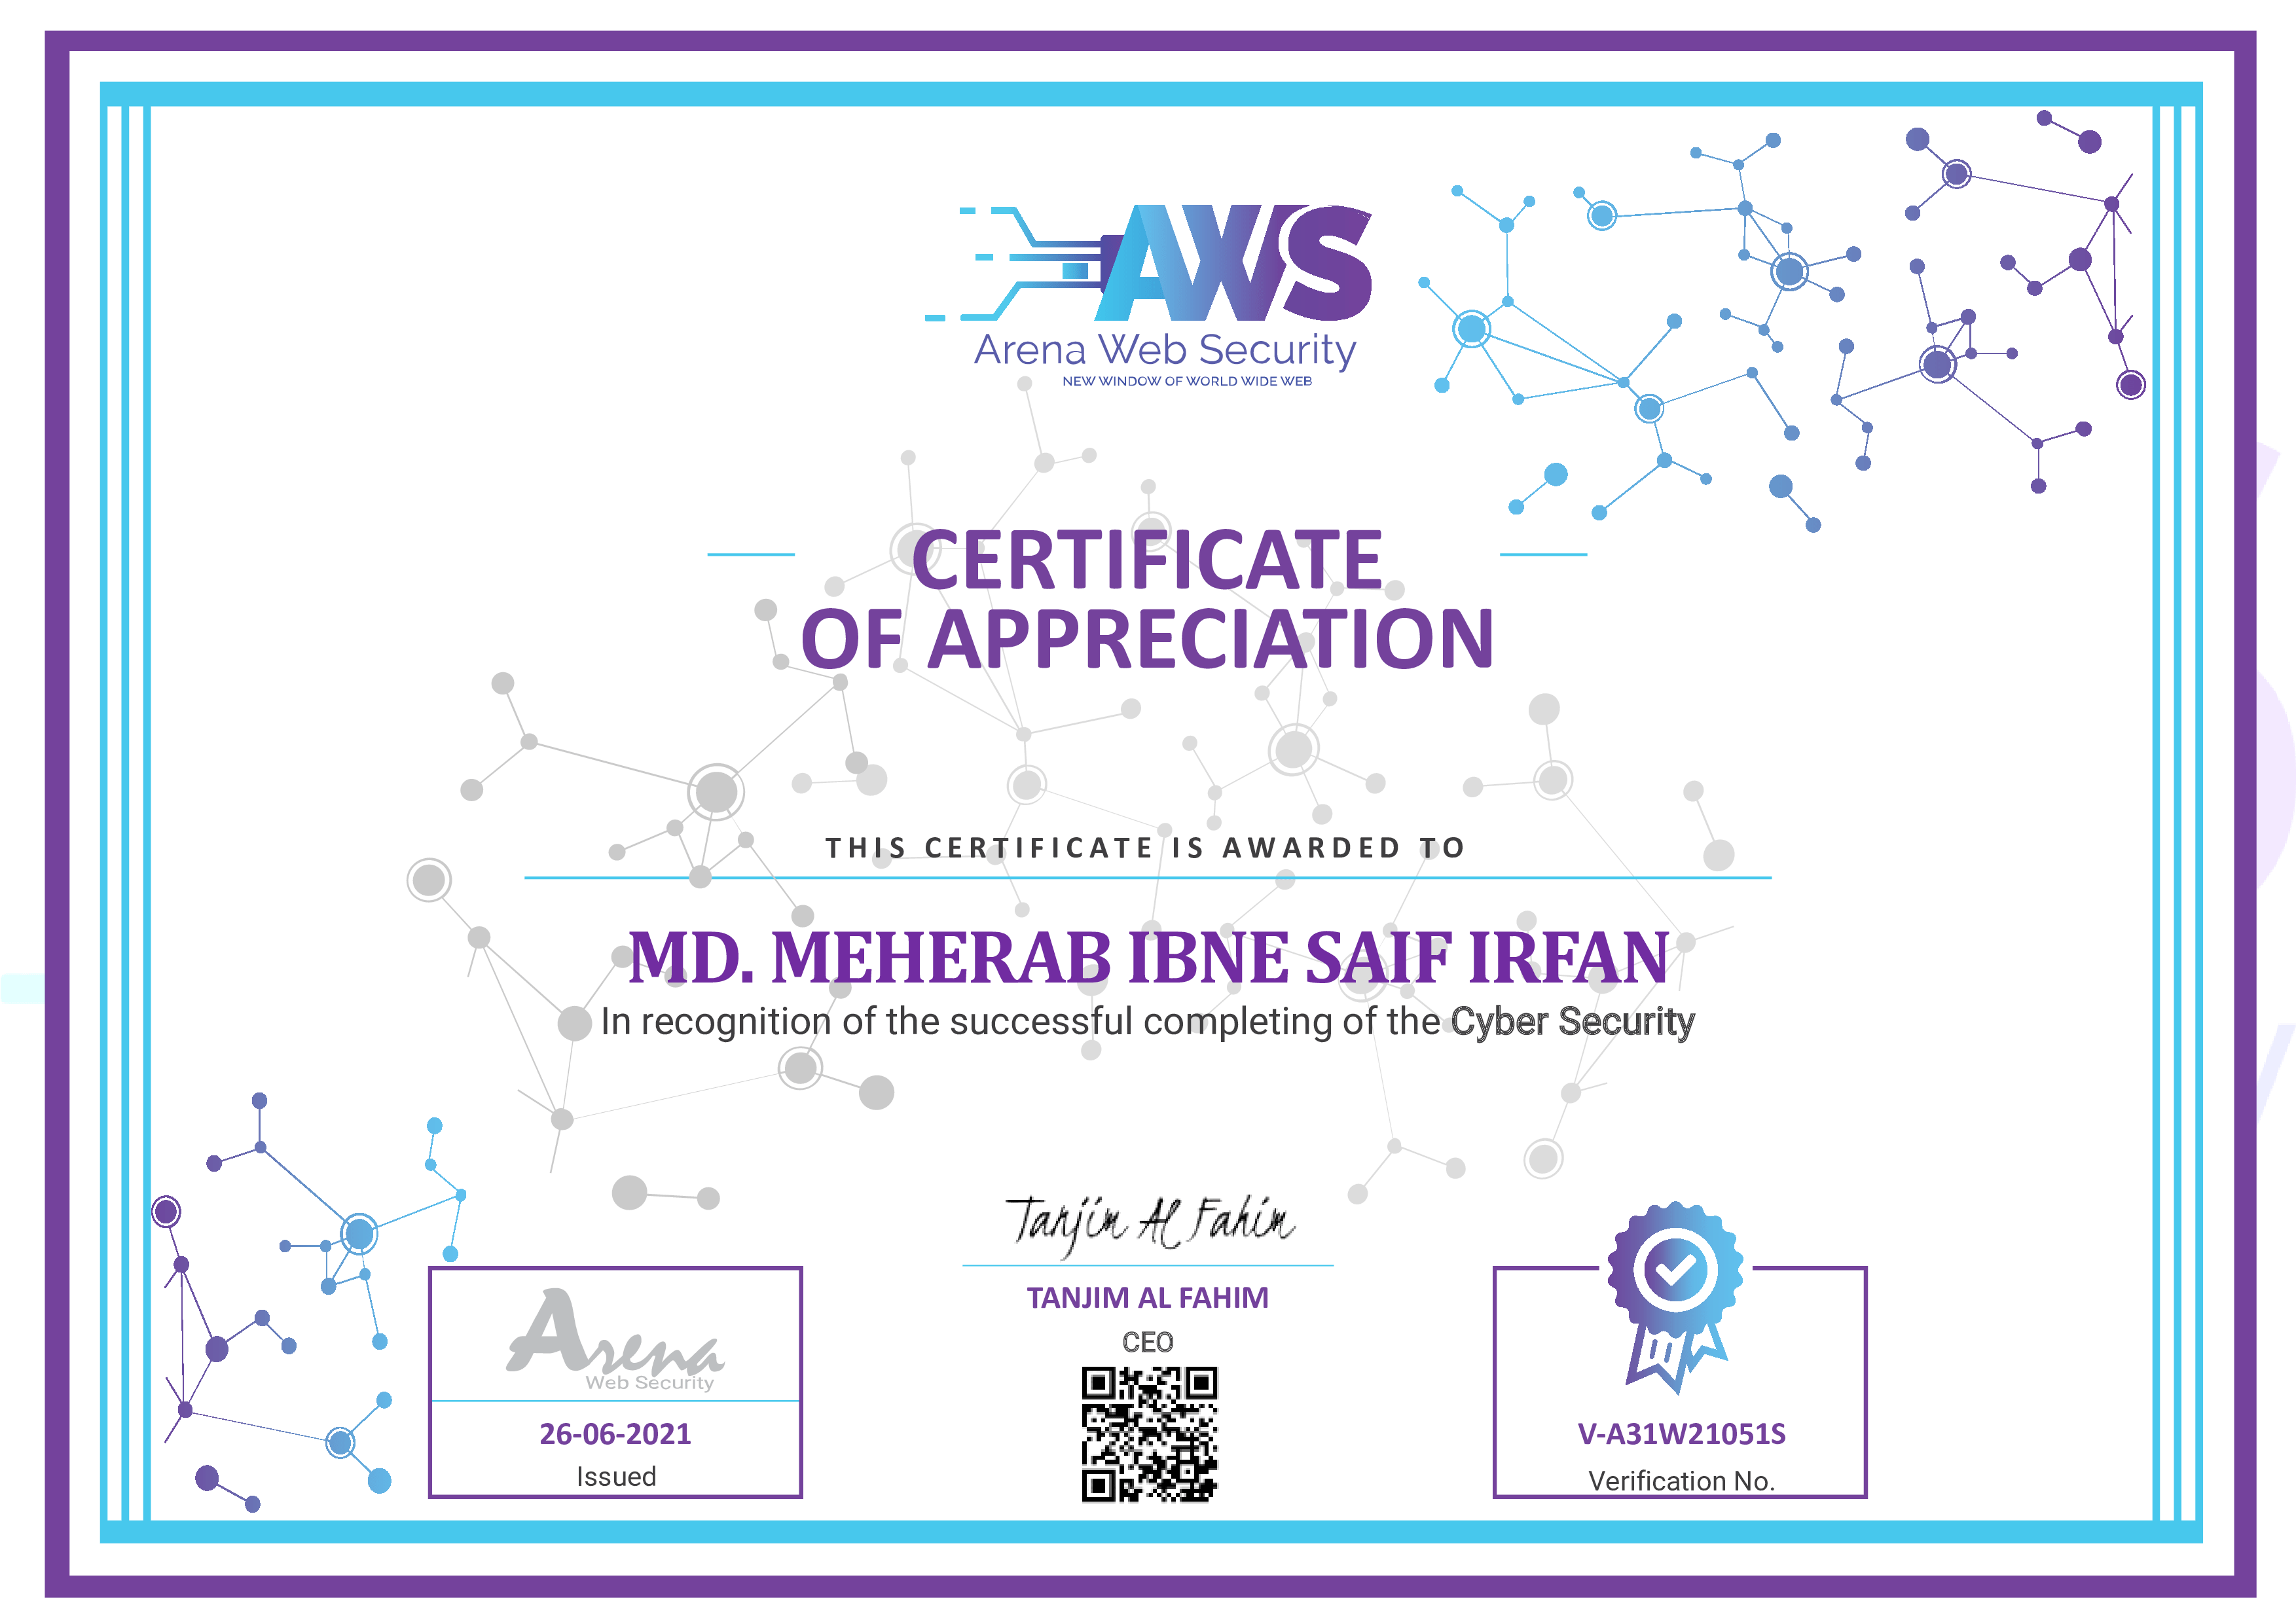 AWS
Arena Web Security
NEW WINDOW OF WORLD WIDE WEB
CERTIFICATE
OF APPRECIATION
THIS CERTIFICATE IS AWARDED TO
MD. MEHERAB IBNE SAIF IRFAN
In recognition of the successful completing of the Cyber Security
Tanjim Al Fahim
TANJIM AL FAHIM
CEO
Arena
Web Security
26-06-2021
Issued
V-A31W21051S
Verification No.